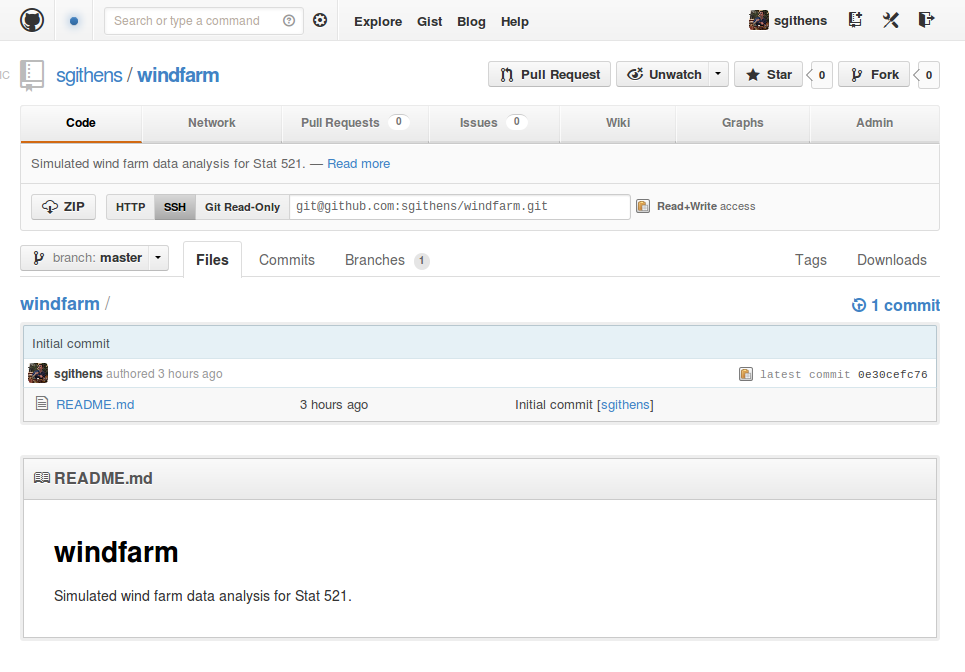 Search or type a command
Explore Gist Blog Help
sgithens
IC
sgithens / windfarm
Pull Request Unwatch Star 0 Fork 0
Code Network Pull Requests 0 Issues 0 Wiki Graphs Admin
Simulated wind farm data analysis for Stat 521. — Read more
ZIP HTTP SSH Git Read-Only git@github.com:sgithens/windfarm.git Read+Write access
branch: master Files Commits Branches 1 Tags Downloads
windfarm / 1 commit
Initial commit
sgithens authored 3 hours ago latest commit 0e30cefc76
README.md 3 hours ago Initial commit [sgithens]
README.md
windfarm
Simulated wind farm data analysis for Stat 521.